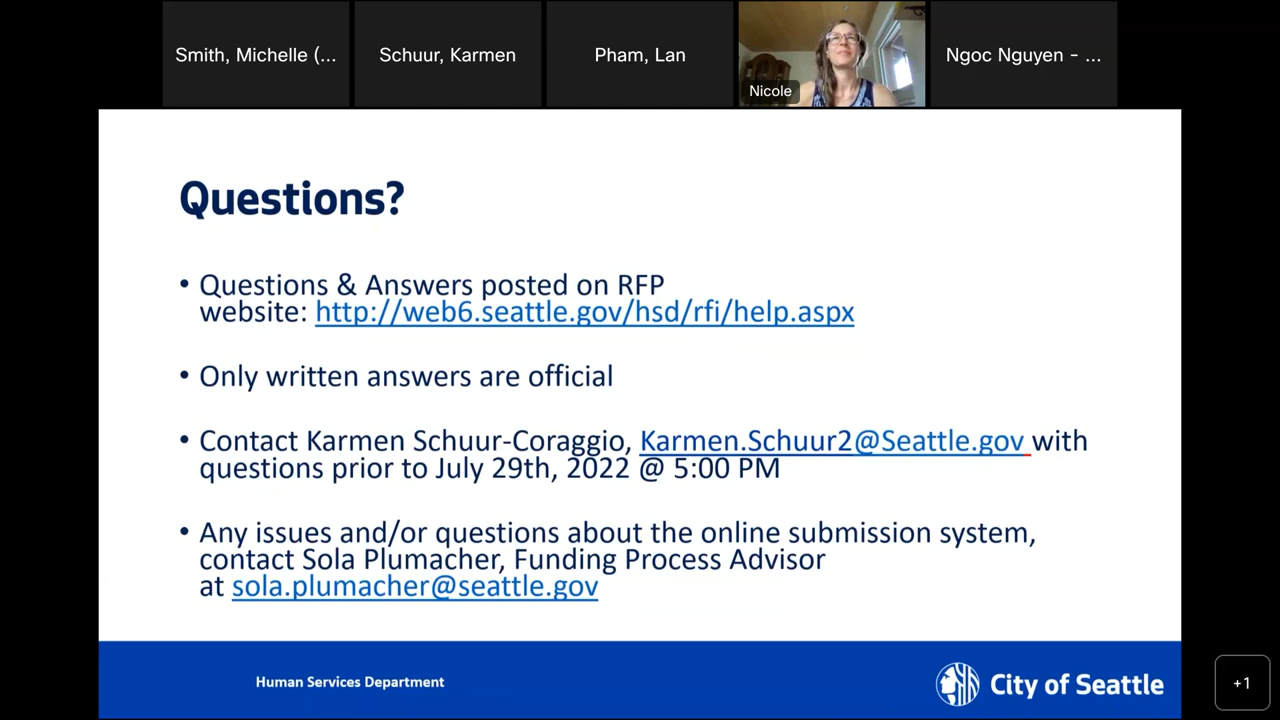 Smith, Michelle (...
Schuur, Karmen
Pham, Lan
Nicole
Ngoc Nguyen - ...
Questions?
• Questions & Answers posted on RFP
website: http://web6.seattle.gov/hsd/rfi/help.aspx
• Only written answers are official
• Contact Karmen Schuur-Coraggio, Karmen.Schuur2@Seattle.gov with
questions prior to July 29th, 2022 @ 5:00 PM
• Any issues and/or questions about the online submission system,
contact Sola Plumacher, Funding Process Advisor
at sola.plumacher@seattle.gov
Human Services Department
City of Seattle
+1